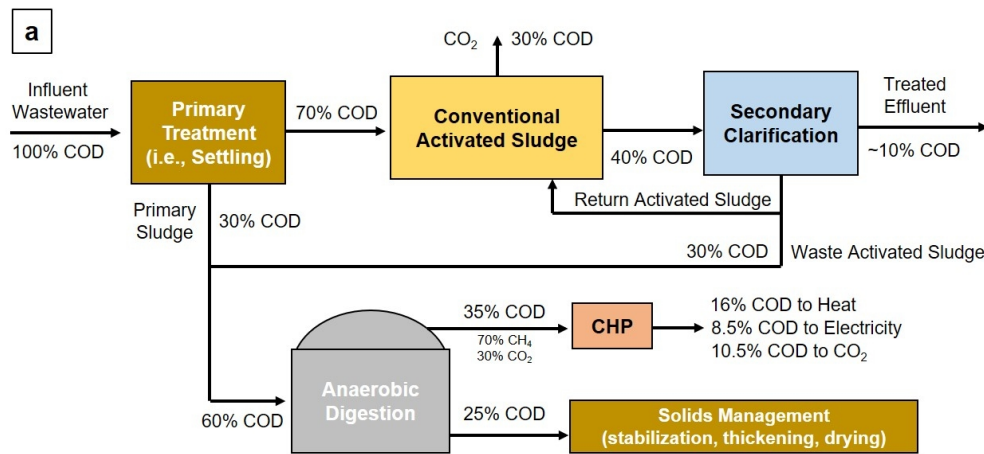 a
CO₂
30% COD
Influent
Wastewater
100% COD
Primary
Treatment
(i.e., Settling)
70% COD
Conventional
Activated Sludge
40% COD
Secondary
Clarification
Treated
Effluent
~10% COD
Return Activated Sludge
Primary
Sludge
30% COD
30% COD
Waste Activated Sludge
60% COD
Anaerobic
Digestion
35% COD
70% CH₄
30% CO₂
CHP
16% COD to Heat
8.5% COD to Electricity
10.5% COD to CO₂
25% COD
Solids Management
(stabilization, thickening, drying)